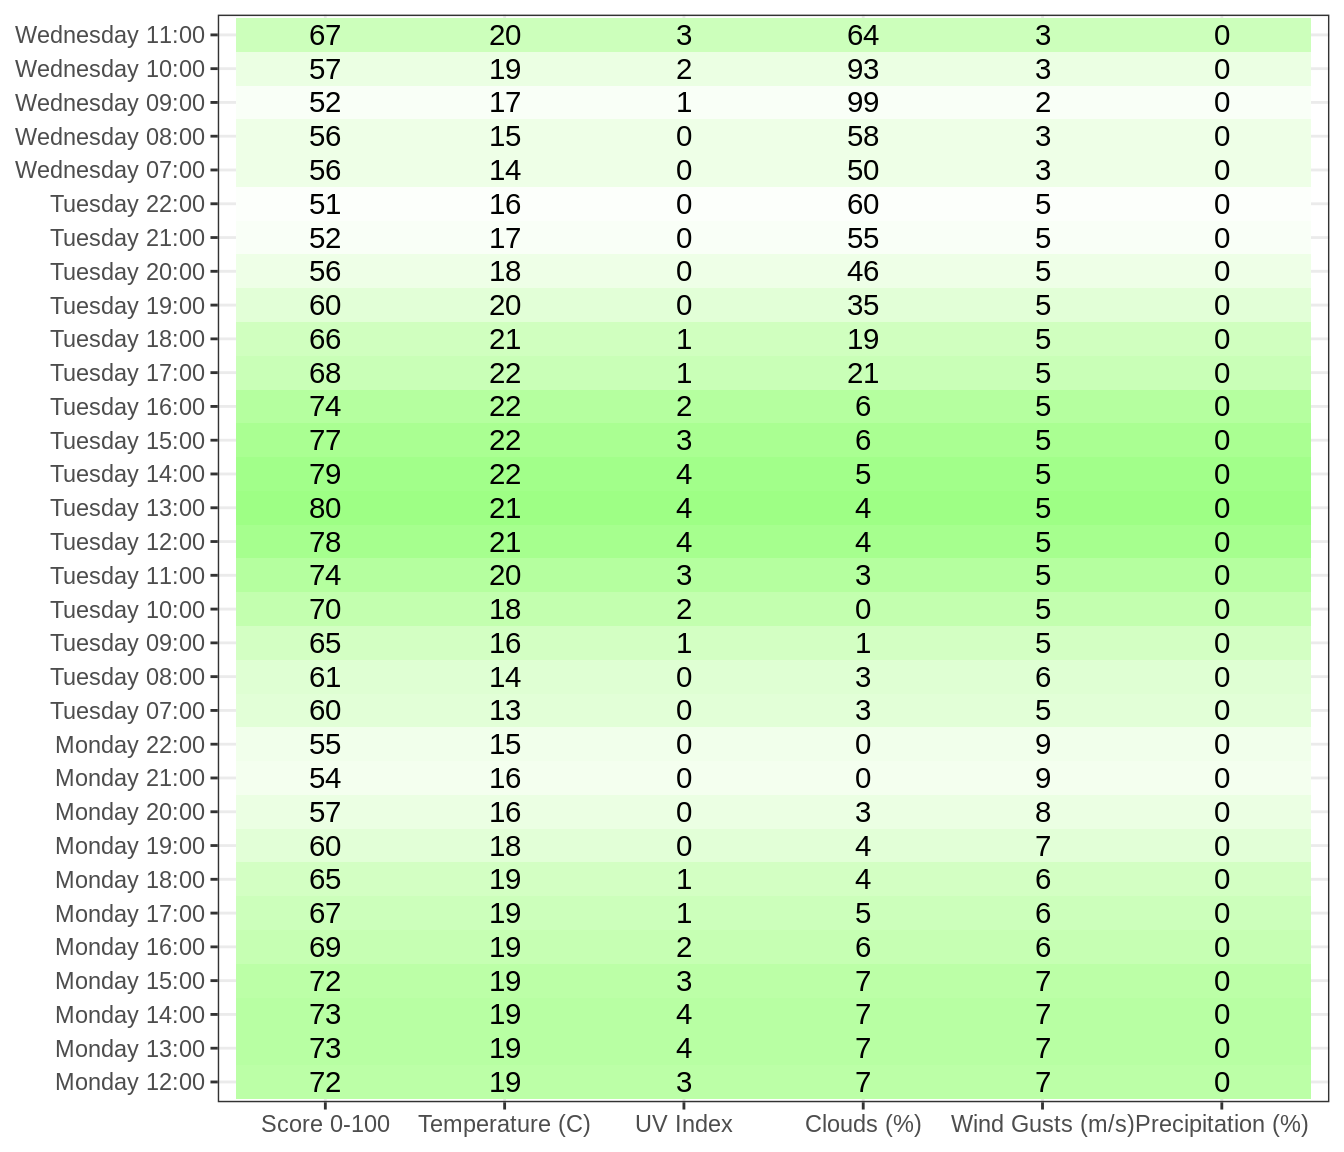 Wednesday 11:00 67 20 3 64 3 0
Wednesday 10:00 57 19 2 93 3 0
Wednesday 09:00 52 17 1 99 2 0
Wednesday 08:00 56 15 0 58 3 0
Wednesday 07:00 56 14 0 50 3 0
Tuesday 22:00 51 16 0 60 5 0
Tuesday 21:00 52 17 0 55 5 0
Tuesday 20:00 56 18 0 46 5 0
Tuesday 19:00 60 20 0 35 5 0
Tuesday 18:00 66 21 1 19 5 0
Tuesday 17:00 68 22 1 21 5 0
Tuesday 16:00 74 22 2 6 5 0
Tuesday 15:00 77 22 3 6 5 0
Tuesday 14:00 79 22 4 5 5 0
Tuesday 13:00 80 21 4 4 5 0
Tuesday 12:00 78 21 4 4 5 0
Tuesday 11:00 74 20 3 3 5 0
Tuesday 10:00 70 18 2 0 5 0
Tuesday 09:00 65 16 1 1 5 0
Tuesday 08:00 61 14 0 3 6 0
Tuesday 07:00 60 13 0 3 5 0
Monday 22:00 55 15 0 0 9 0
Monday 21:00 54 16 0 0 9 0
Monday 20:00 57 16 0 3 8 0
Monday 19:00 60 18 0 4 7 0
Monday 18:00 65 19 1 4 6 0
Monday 17:00 67 19 1 5 6 0
Monday 16:00 69 19 2 6 6 0
Monday 15:00 72 19 3 7 7 0
Monday 14:00 73 19 4 7 7 0
Monday 13:00 73 19 4 7 7 0
Monday 12:00 72 19 3 7 7 0
Score 0-100 Temperature (C) UV Index Clouds (%) Wind Gusts (m/s) Precipitation (%)